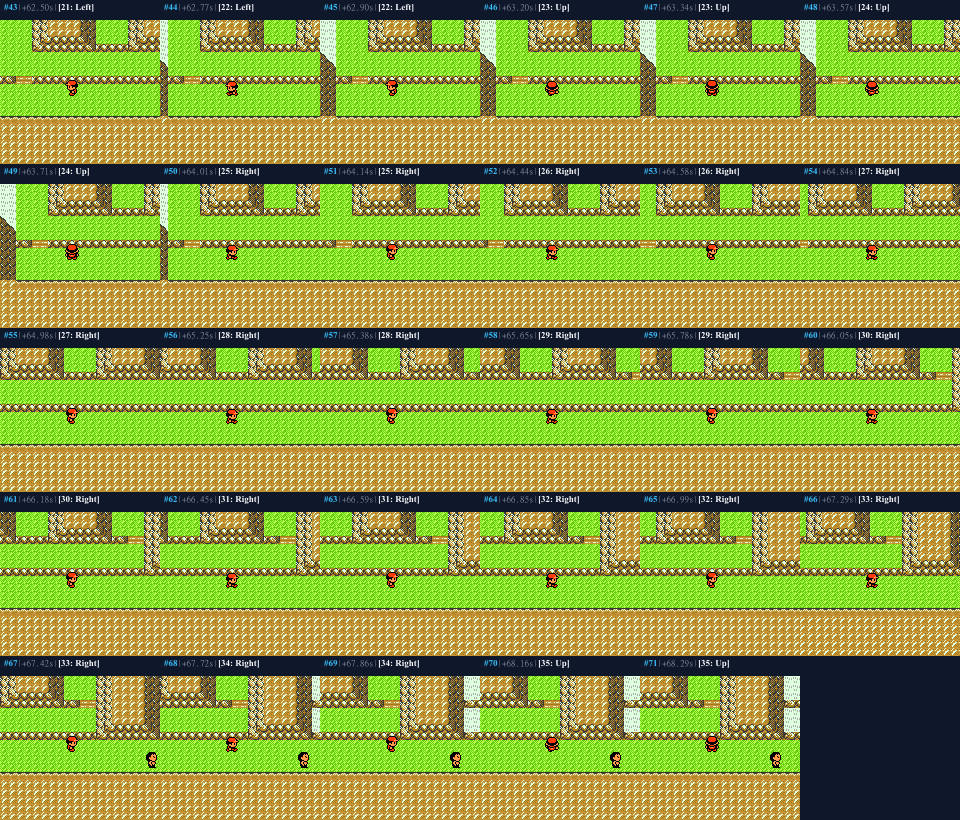 #43|+62.50s| [21: Left] #44|+62.77s| [22: Left] #45|+62.90s| [22: Left] #46|+63.20s| [23: Up] #47|+63.34s| [23: Up] #48|+63.57s| [24: Up]
#49|+63.71s| [24: Up] #50|+64.01s| [25: Right] #51|+64.14s| [25: Right] #52|+64.44s| [26: Right] #53|+64.58s| [26: Right] #54|+64.84s| [27: Right]
#55|+64.98s| [27: Right] #56|+65.25s| [28: Right] #57|+65.38s| [28: Right] #58|+65.65s| [29: Right] #59|+65.78s| [29: Right] #60|+66.05s| [30: Right]
#61|+66.18s| [30: Right] #62|+66.45s| [31: Right] #63|+66.59s| [31: Right] #64|+66.85s| [32: Right] #65|+66.99s| [32: Right] #66|+67.29s| [33: Right]
#67|+67.42s| [33: Right] #68|+67.72s| [34: Right] #69|+67.86s| [34: Right] #70|+68.16s| [35: Up] #71|+68.29s| [35: Up]